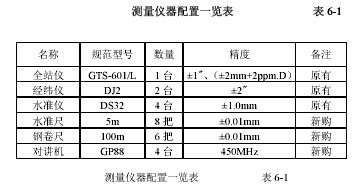 测量仪器配置一览表 表 6-1
名称 规范型号 数量 精度 备注
全站仪 GTS-601/L 1 台 ±1″、（±2mm+2ppm.D） 原有
经纬仪 DJ2 2 台 ±2″ 原有
水准仪 DS32 4 台 ±1.0mm 原有
水准尺 5m 8 把 ±0.01mm 新购
钢卷尺 100m 6 把 ±0.01mm 新购
对讲机 GP88 4 台 450MHz 新购
测量仪器配置一览表 表 6-1